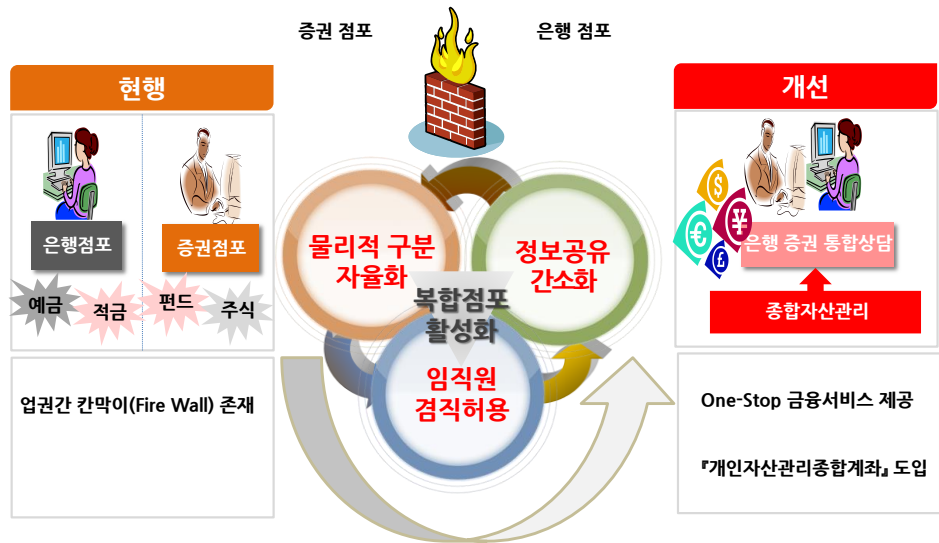 증권 점포
은행 점포
현행
은행점포
증권점포
예금
적금
펀드
주식
업권간 칸막이(Fire Wall) 존재
물리적 구분
자율화
정보공유
간소화
복합점포
활성화
임직원
겸직허용
개선
$
€
¥
£
은행 증권 통합상담
종합자산관리
One-Stop 금융서비스 제공
『개인자산관리종합계좌』 도입